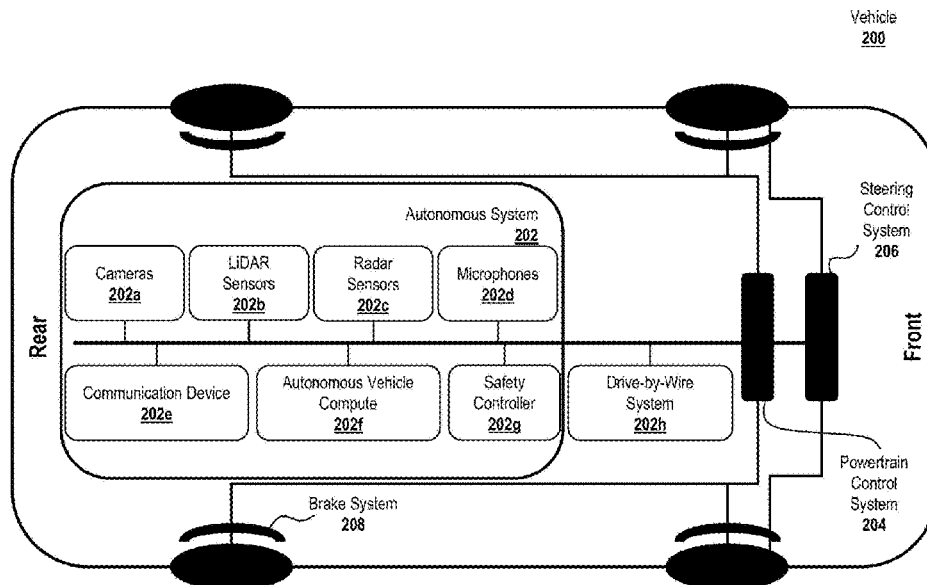 Vehicle
200
Steering
Control
System
206
Autonomous System
202
Cameras
202a
LiDAR
Sensors
202b
Radar
Sensors
202c
Microphones
202d
Rear
Front
Communication Device
202e
Autonomous Vehicle
Compute
202f
Safety
Controller
202g
Drive-by-Wire
System
202h
Powertrain
Control
System
204
Brake System
208